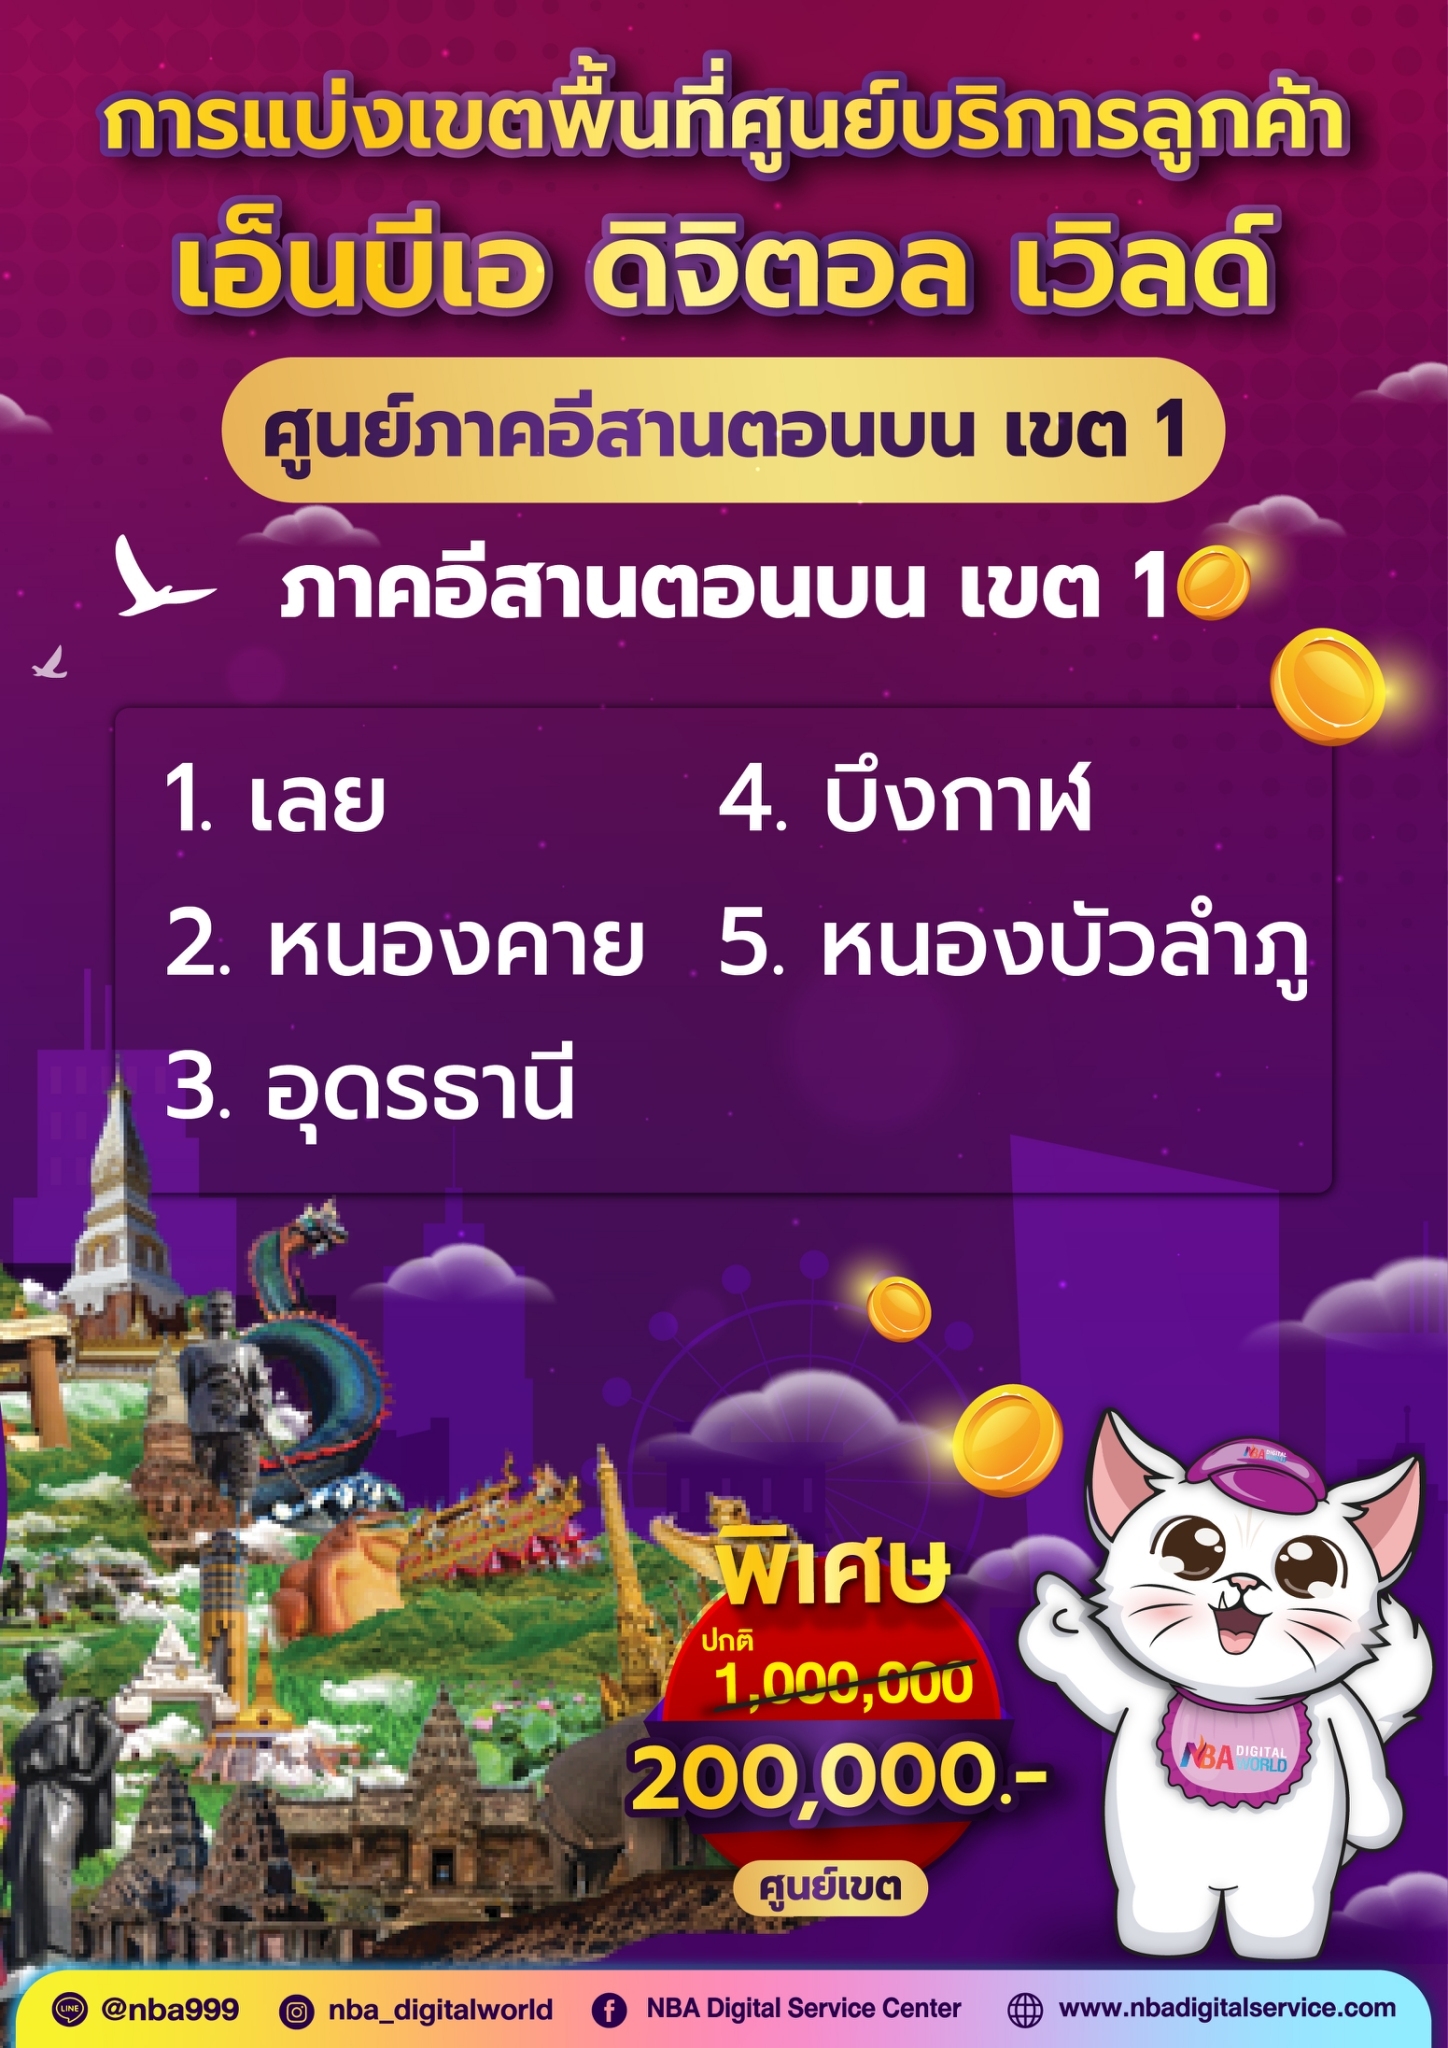 การแบ่งเขตพื้นที่ศูนย์บริการลูกค้า
เอ็นบีเอ ดิจิตอล เวิลด์
ศูนย์ภาคอีสานตอนบน เขต 1
ภาคอีสานตอนบน เขต 1
1. เลย
2. หนองคาย
3. อุดรธานี
4. บึงกาฬ
5. หนองบัวลำภู
NBA DIGITAL WORLD
พิเศษ
ปกติ
1,000,000
200,000.-
ศูนย์เขต
NBA DIGITAL WORLD
LINE @nba999 nba_digitalworld NBA Digital Service Center www.nbadigitalservice.com